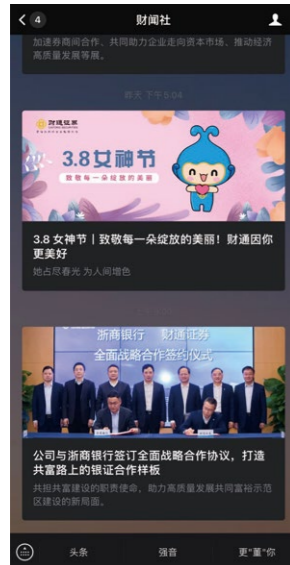 4
财闻社
加速券商间合作、共同助力企业走向资本市场、推动经济
高质量发展等展。
昨天 下午5:04
财通证券
3.8女神节
致敬每一朵绽放的美丽
3.8 女神节丨致敬每一朵绽放的美丽！财通因你
更美好
她占尽春光 为人间增色
浙商银行 财通证券
全面战略合作签约仪式
公司与浙商银行签订全面战略合作协议，打造
共富路上的银证合作样板
共担共富建设的职责使命，助力高质量发展共同富裕示范
区建设的新局面。
头条
强音
更"董"你